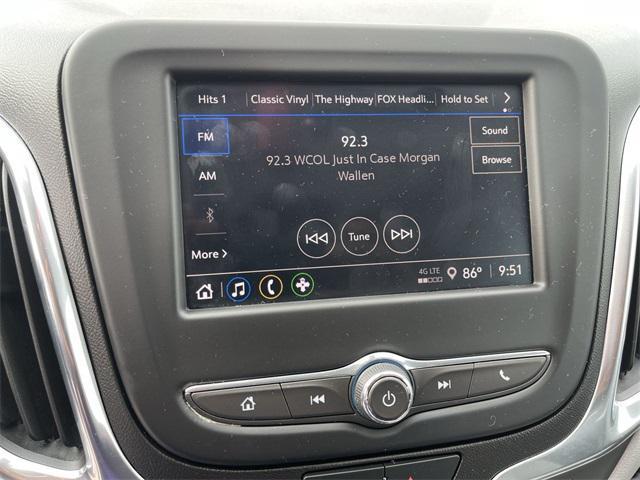 Hits 1 Classic Vinyl The Highway FOX Headli... Hold to Set
FM
92.3
Sound
92.3 WCOL Just In Case Morgan
Wallen
Browse
AM
Tune
More
4G LTE 86° 9:51